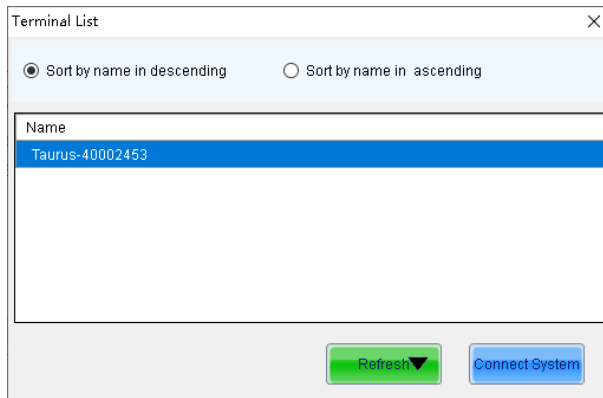 Terminal List
Sort by name in descending
Sort by name in ascending
Name
Taurus-40002453
Refresh
Connect System